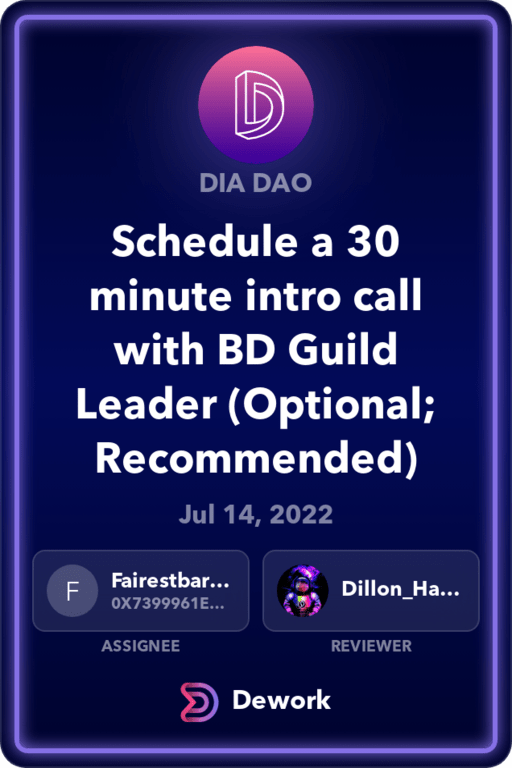 DIA DAO
Schedule a 30
minute intro call
with BD Guild
Leader (Optional;
Recommended)
Jul 14, 2022
F
Fairestbar...
0X7399961E...
ASSIGNEE
Dillon_Ha...
REVIEWER
Dework